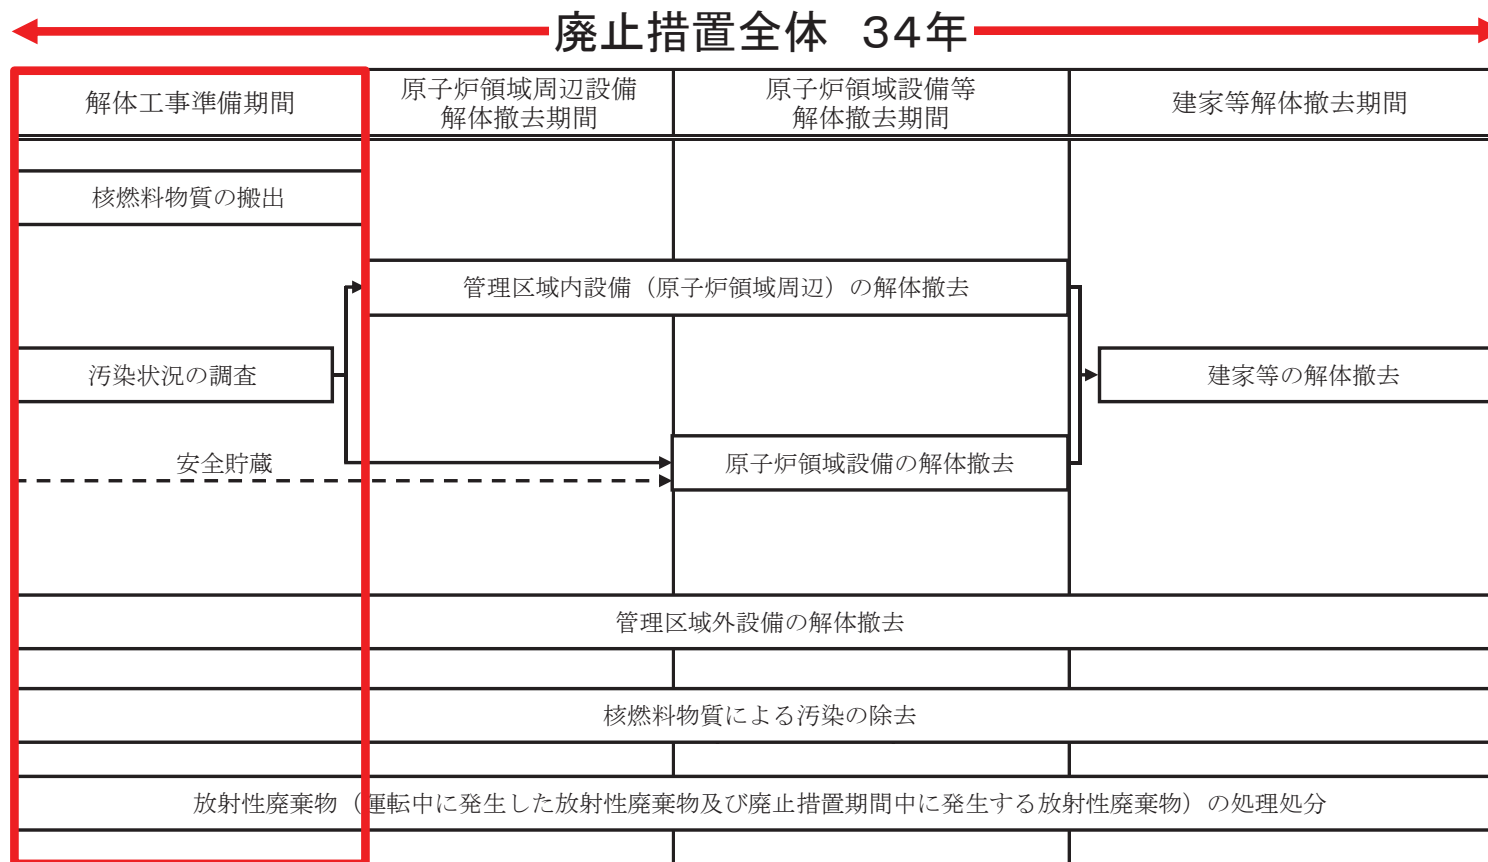 廃止措置全体　34年
解体工事準備期間
原子炉領域周辺設備
解体撤去期間
原子炉領域設備等
解体撤去期間
建家等解体撤去期間
核燃料物質の搬出
管理区域内設備（原子炉領域周辺）の解体撤去
汚染状況の調査
建家等の解体撤去
安全貯蔵
原子炉領域設備の解体撤去
管理区域外設備の解体撤去
核燃料物質による汚染の除去
放射性廃棄物（運転中に発生した放射性廃棄物及び廃止措置期間中に発生する放射性廃棄物）の処理処分